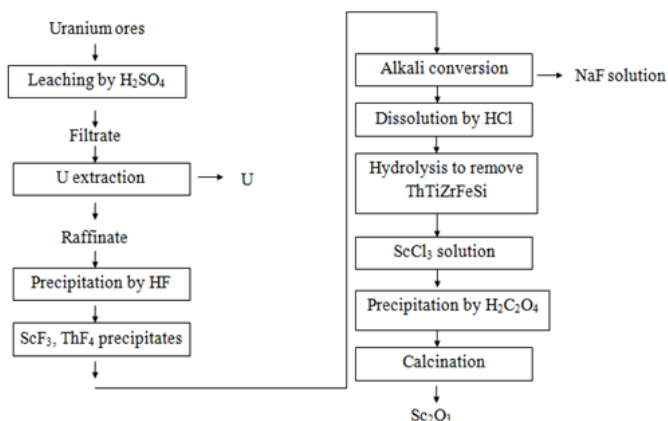 Uranium ores
Leaching by H₂SO₄
Filtrate
U extraction
U
Raffinate
Precipitation by HF
ScF₃, ThF₄ precipitates
Alkali conversion
NaF solution
Dissolution by HCl
Hydrolysis to remove
ThTiZrFeSi
ScCl₃ solution
Precipitation by H₂C₂O₄
Calcination
Sc₂O₃